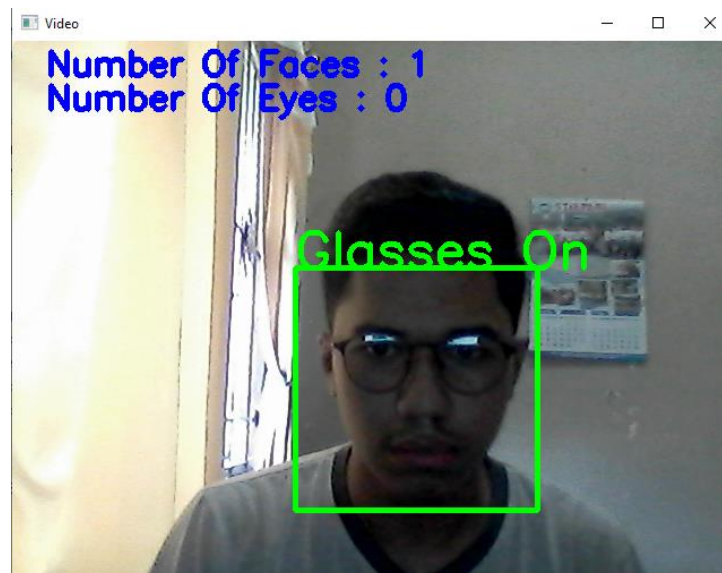 Video
Number Of Faces : 1
Number Of Eyes : 0
Glasses On